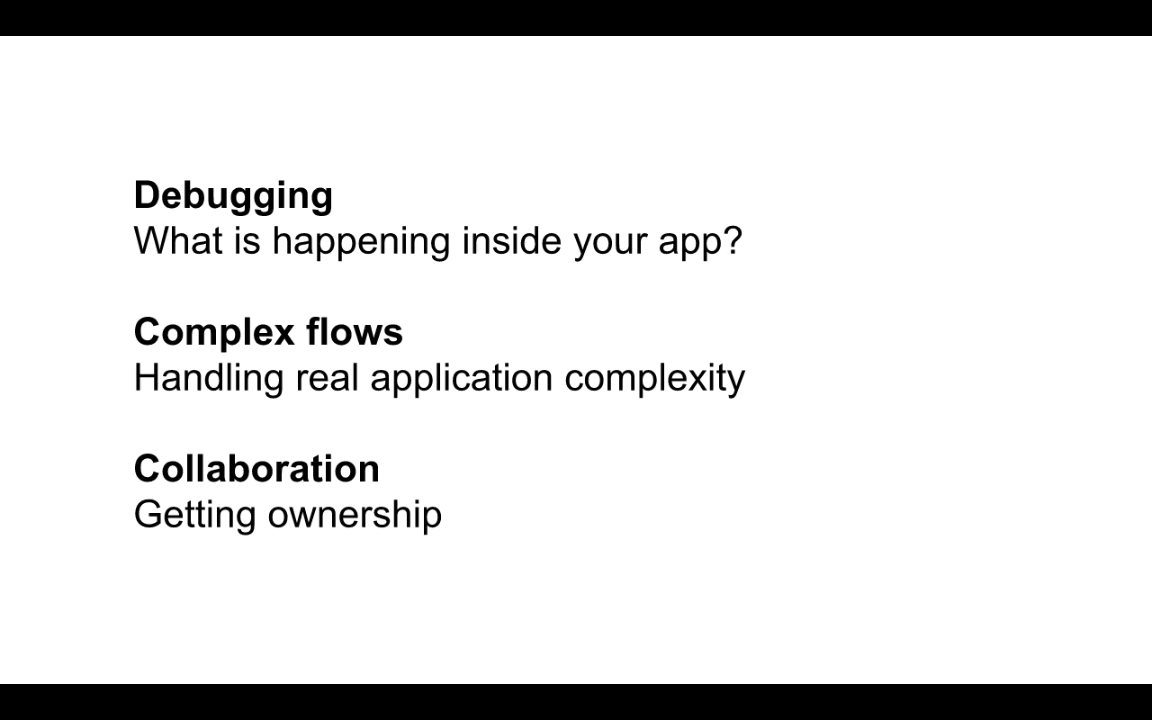 Debugging
What is happening inside your app?
Complex flows
Handling real application complexity
Collaboration
Getting ownership